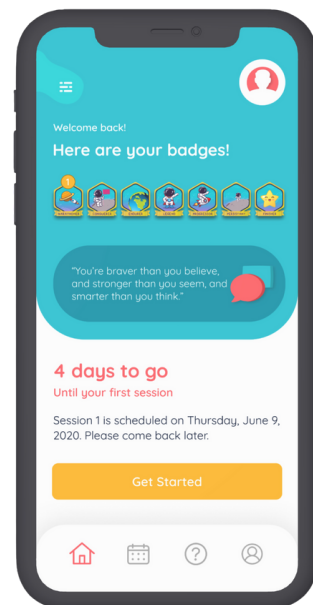 Welcome back!
Here are your badges!
1
"You're braver than you believe,
and stronger than you seem, and
smarter than you think."
4 days to go
Until your first session
Session 1 is scheduled on Thursday, June 9,
2020. Please come back later.
Get Started
?